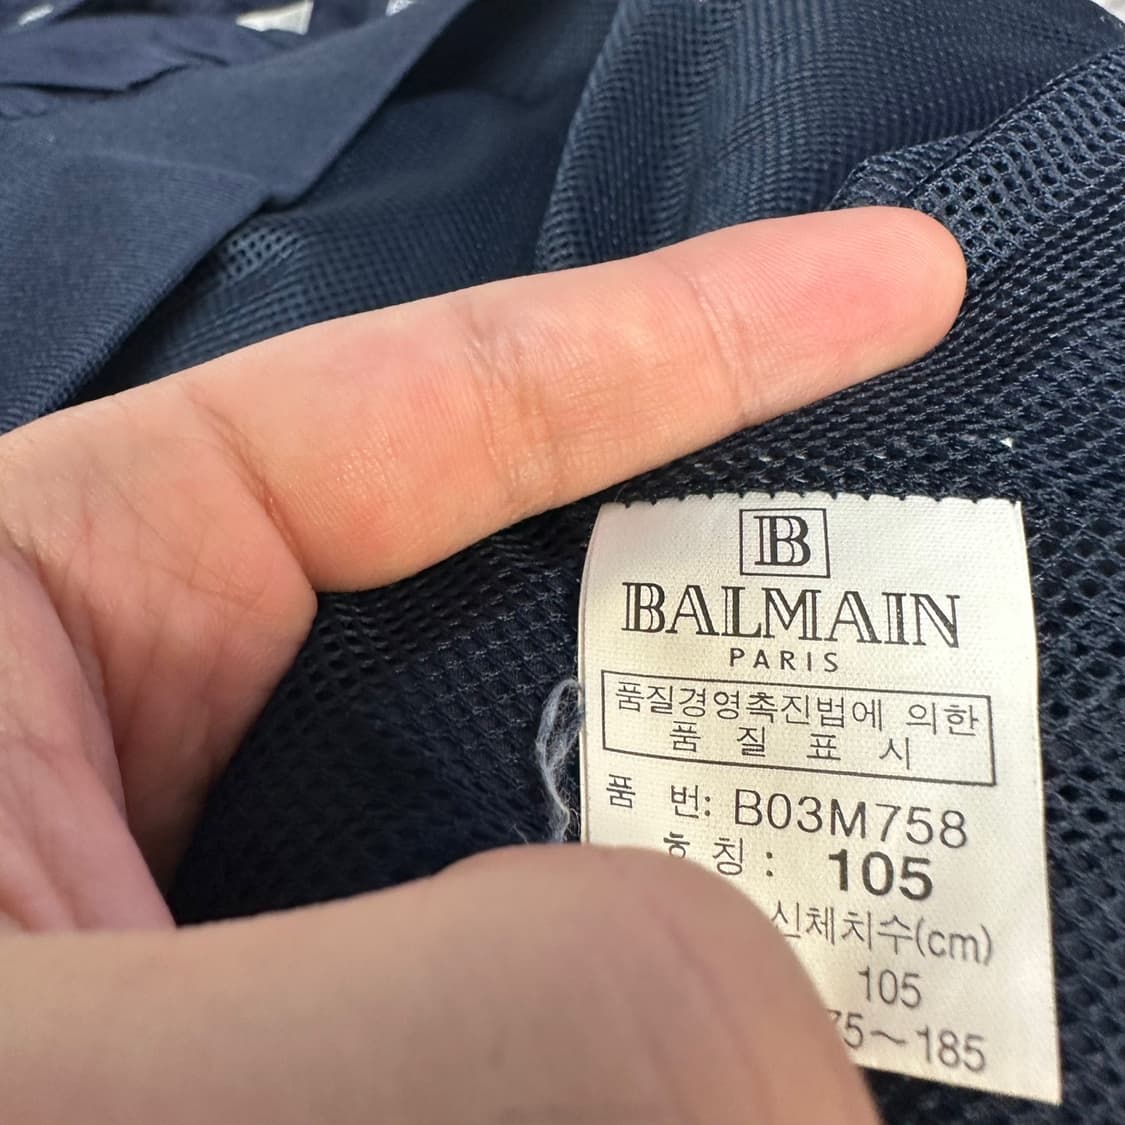 B
BALMAIN
PARIS
품질경영촉진법에 의한
품 질 표 시
품 번: B03M758
호 칭 : 105
신체치수(cm)
105
75~185